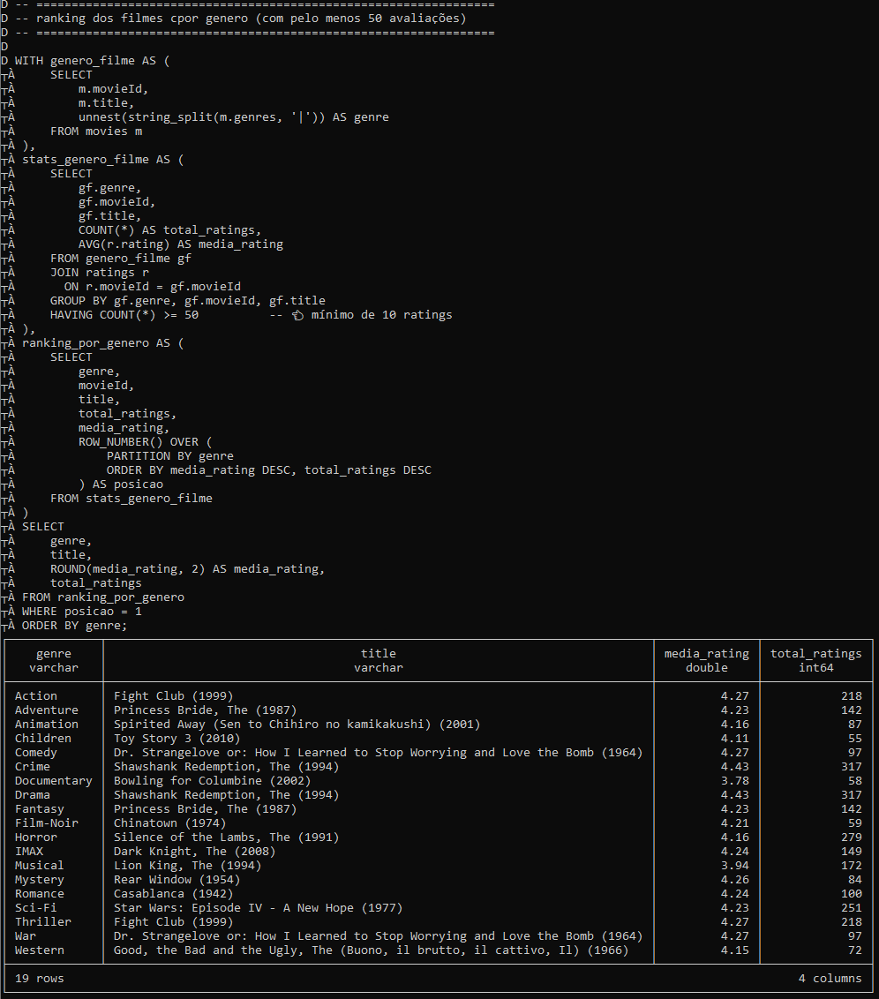 D -- =================================================================
D -- ranking dos filmes cpor genero (com pelo menos 50 avaliações)
D -- =================================================================
D
D WITH genero_filme AS (
┬À     SELECT
┬À         m.movieId,
┬À         m.title,
┬À         unnest(string_split(m.genres, '|')) AS genre
┬À     FROM movies m
┬À ),
┬À stats_genero_filme AS (
┬À     SELECT
┬À         gf.genre,
┬À         gf.movieId,
┬À         gf.title,
┬À         COUNT(*) AS total_ratings,
┬À         AVG(r.rating) AS media_rating
┬À     FROM genero_filme gf
┬À     JOIN ratings r
┬À       ON r.movieId = gf.movieId
┬À     GROUP BY gf.genre, gf.movieId, gf.title
┬À     HAVING COUNT(*) >= 50          -- 👈 mínimo de 10 ratings
┬À ),
┬À ranking_por_genero AS (
┬À     SELECT
┬À         genre,
┬À         movieId,
┬À         title,
┬À         total_ratings,
┬À         media_rating,
┬À         ROW_NUMBER() OVER (
┬À             PARTITION BY genre
┬À             ORDER BY media_rating DESC, total_ratings DESC
┬À         ) AS posicao
┬À     FROM stats_genero_filme
┬À )
┬À SELECT
┬À     genre,
┬À     title,
┬À     ROUND(media_rating, 2) AS media_rating,
┬À     total_ratings
┬À FROM ranking_por_genero
┬À WHERE posicao = 1
┬À ORDER BY genre;
genre title media_rating total_ratings
varchar varchar double int64
Action Fight Club (1999) 4.27 218
Adventure Princess Bride, The (1987) 4.23 142
Animation Spirited Away (Sen to Chihiro no kamikakushi) (2001) 4.16 87
Children Toy Story 3 (2010) 4.11 55
Comedy Dr. Strangelove or: How I Learned to Stop Worrying and Love the Bomb (1964) 4.27 97
Crime Shawshank Redemption, The (1994) 4.43 317
Documentary Bowling for Columbine (2002) 3.78 58
Drama Shawshank Redemption, The (1994) 4.43 317
Fantasy Princess Bride, The (1987) 4.23 142
Film-Noir Chinatown (1974) 4.21 59
Horror Silence of the Lambs, The (1991) 4.16 279
IMAX Dark Knight, The (2008) 4.24 149
Musical Lion King, The (1994) 3.94 172
Mystery Rear Window (1954) 4.26 84
Romance Casablanca (1942) 4.24 100
Sci-Fi Star Wars: Episode IV - A New Hope (1977) 4.23 251
Thriller Fight Club (1999) 4.27 218
War Dr. Strangelove or: How I Learned to Stop Worrying and Love the Bomb (1964) 4.27 97
Western Good, the Bad and the Ugly, The (Buono, il brutto, il cattivo, Il) (1966) 4.15 72
19 rows 4 columns